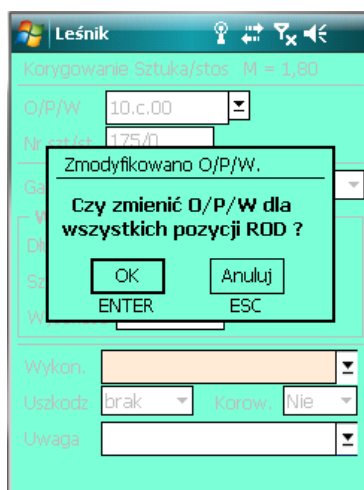 Leśnik
Korygowanie Sztuka/stos M = 1,80
O/P/W 10.c.00
Nr szt/st 175/0
Zmodyfikowano O/P/W.
Czy zmienić O/P/W dla
wszystkich pozycji ROD ?
OK Anuluj
ENTER ESC
Wykon.
Uszkodz brak Korow. Nie
Uwaga